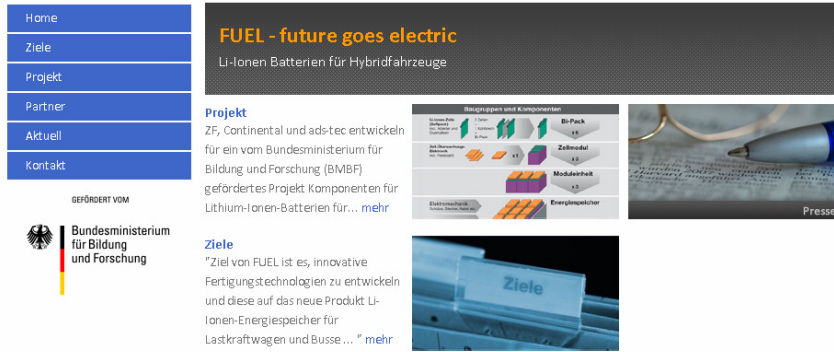 Home
Ziele
Projekt
Partner
Aktuell
Kontakt
GEFÖRDERT VOM
Bundesministerium
für Bildung
und Forschung
FUEL - future goes electric
Li-Ionen Batterien für Hybridfahrzeuge
Projekt
ZF, Continental und ads-tec entwickeln
für ein vom Bundesministerium für
Bildung und Forschung (BMBF)
gefördertes Projekt Komponenten für
Lithium-Ionen-Batterien für... mehr
Baugruppen und Komponenten
Bi-Pack
x 6
Zellmodul
Moduleinheit
Elektromechanik
Energiespeicher
Presse
Ziele
"Ziel von FUEL ist es, innovative
Fertigungstechnologien zu entwickeln
und diese auf das neue Produkt Li-
Ionen-Energiespeicher für
Lastkraftwagen und Busse ... " mehr
Ziele